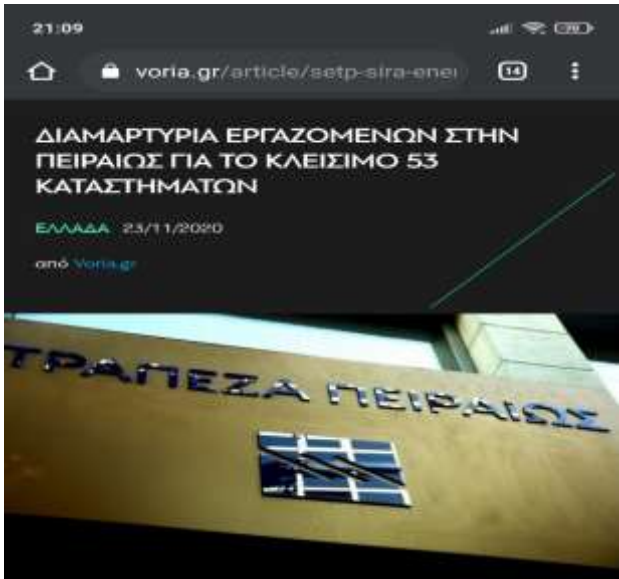 21:09
voria.gr/article/setp-sira-enei
14
ΔΙΑΜΑΡΤΥΡΙΑ ΕΡΓΑΖΟΜΕΝΩΝ ΣΤΗΝ
ΠΕΙΡΑΙΩΣ ΓΙΑ ΤΟ ΚΛΕΙΣΙΜΟ 53
ΚΑΤΑΣΤΗΜΑΤΩΝ
ΕΛΛΑΔΑ 23/11/2020
από Voria.gr
ΤΡΑΠΕΖΑ ΠΕΙΡΑΙΩΣ